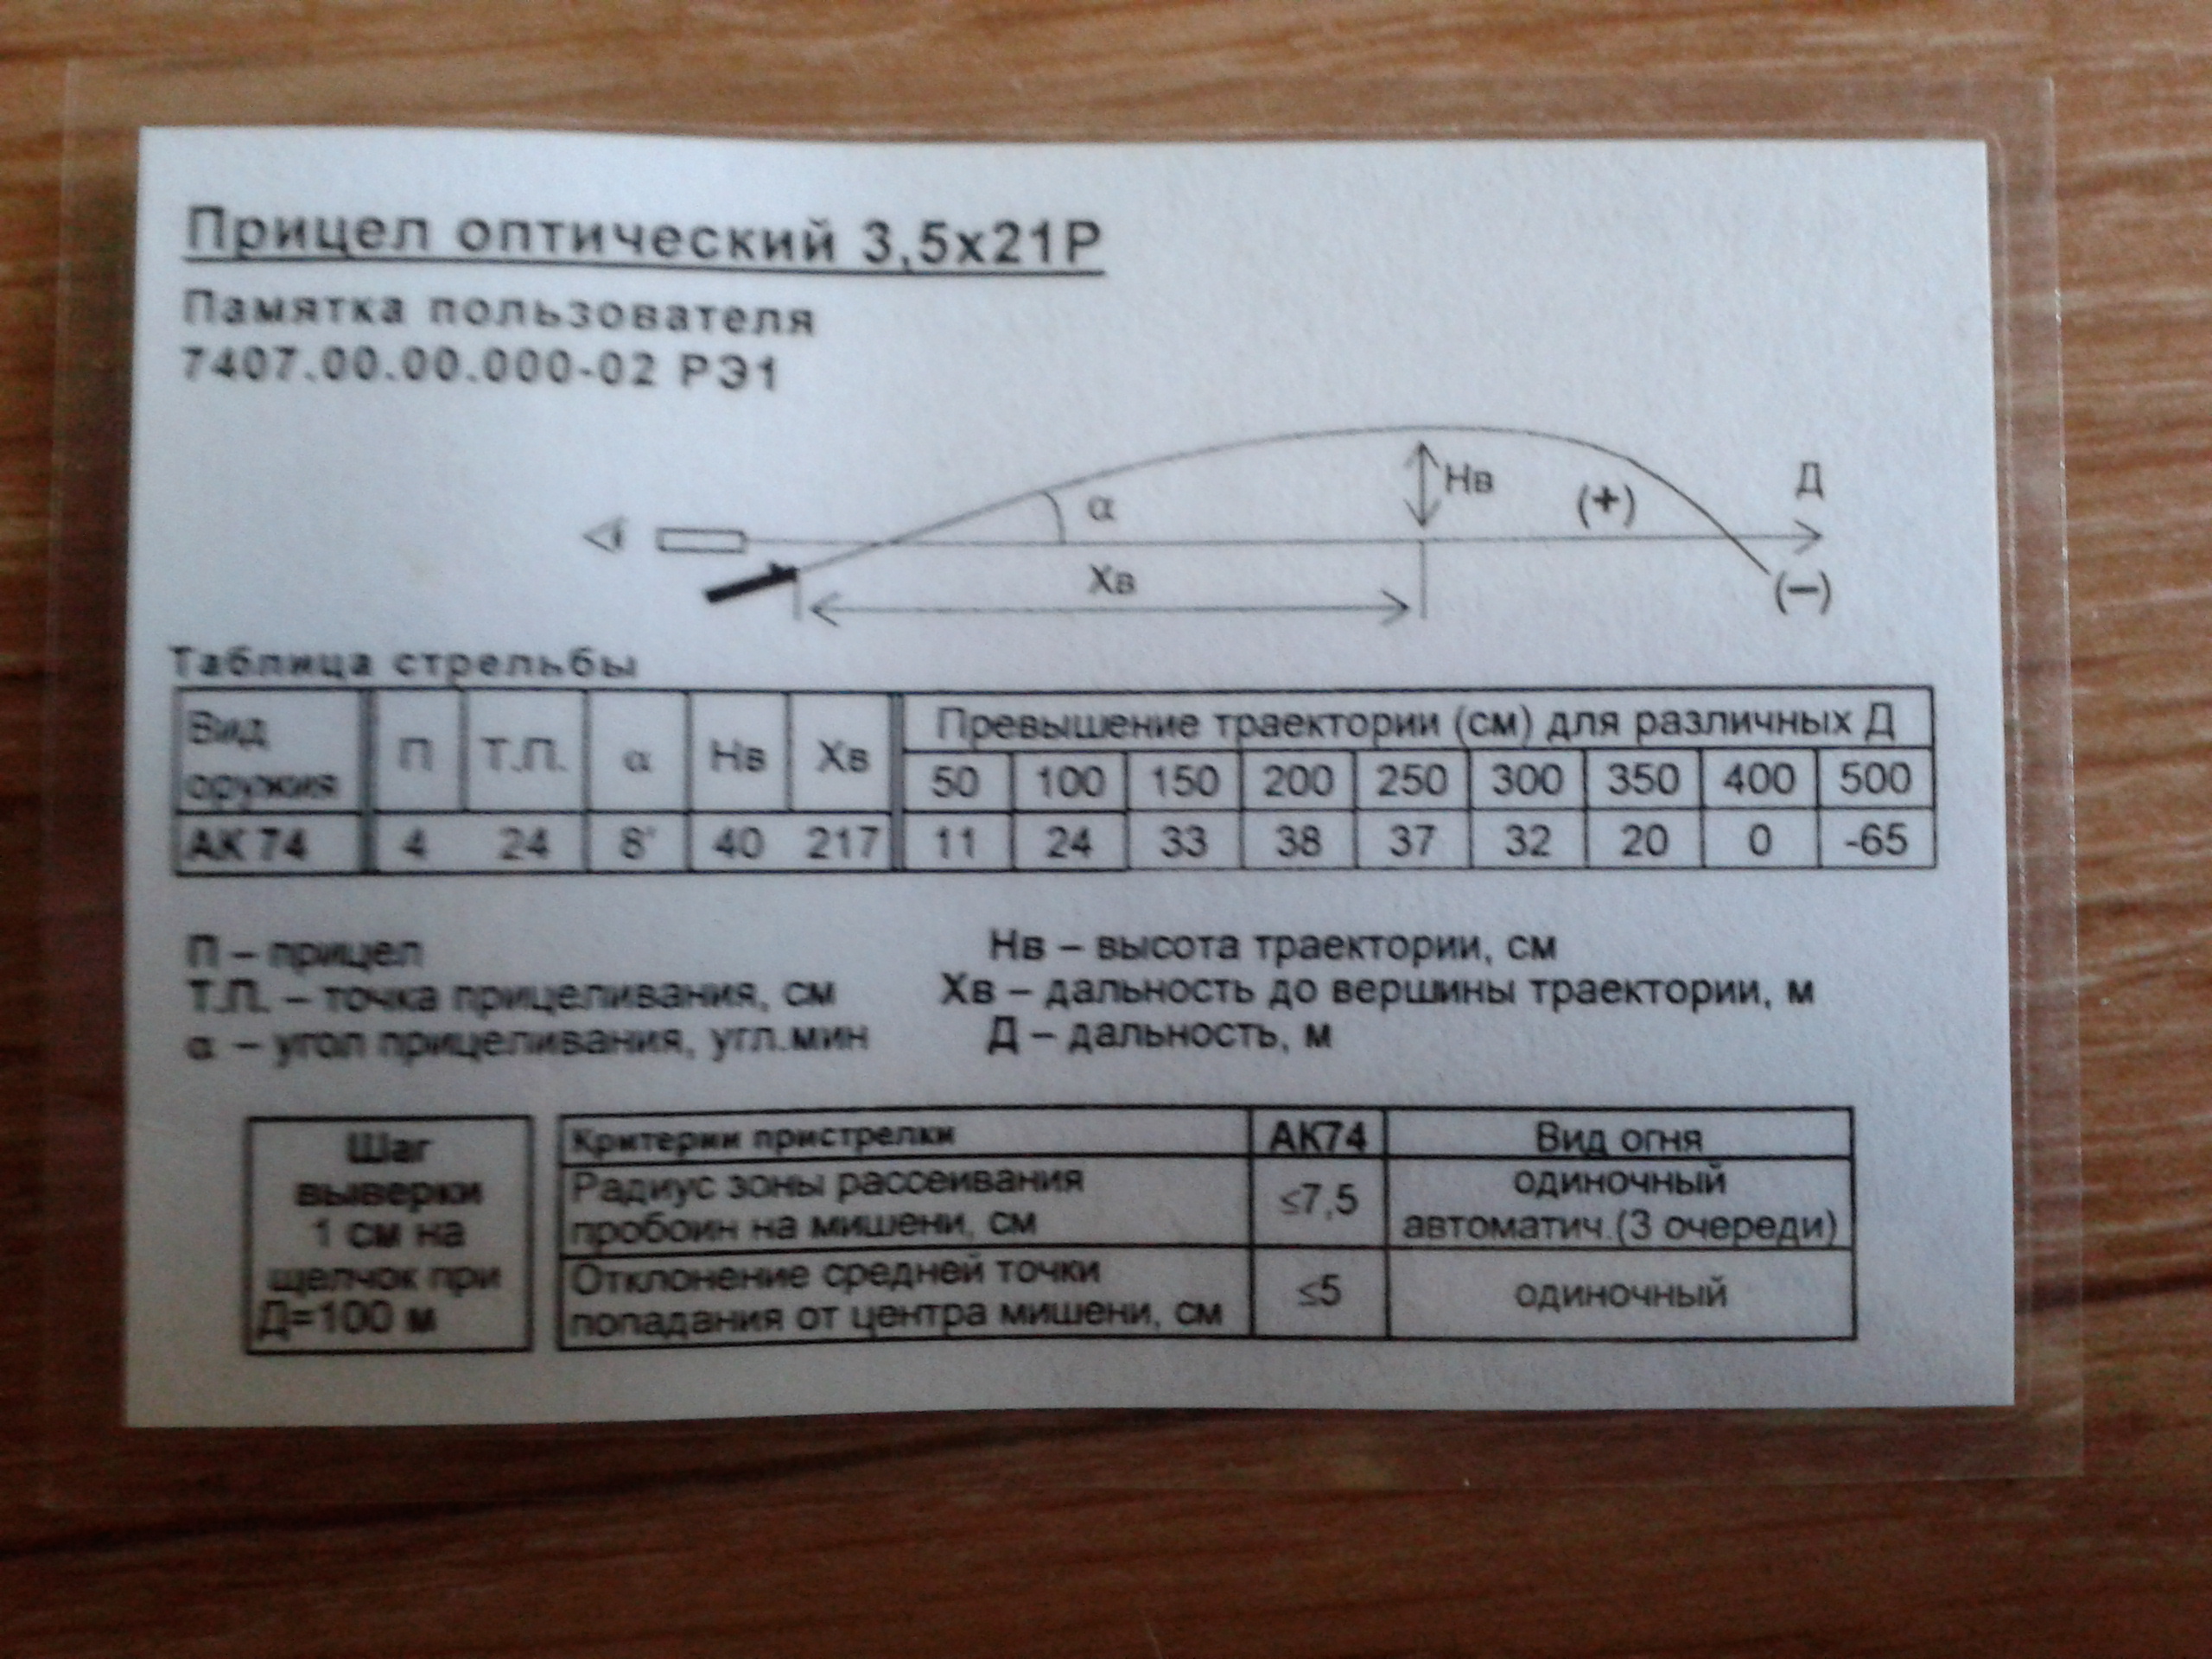 Прицел оптический 3,5х21Р
Памятка пользователя
7407.00.00.000-02 РЭ1
α
Нв
(+)
Д
Хв
(−)
Таблица стрельбы
Вид оружия П Т.П. α Нв Хв Превышение траектории (см) для различных Д
50 100 150 200 250 300 350 400 500
АК 74 4 24 8' 40 217 11 24 33 38 37 32 20 0 -65
П – прицел
Т.П. – точка прицеливания, см
α – угол прицеливания, угл.мин
Нв – высота траектории, см
Хв – дальность до вершины траектории, м
Д – дальность, м
Шаг
выверки
1 см на
щелчок при
Д=100 м
Критерии пристрелки АК74 Вид огня
Радиус зоны рассеивания
пробоин на мишени, см
≤7,5
одиночный
автоматич.(3 очереди)
Отклонение средней точки
попадания от центра мишени, см
≤5
одиночный